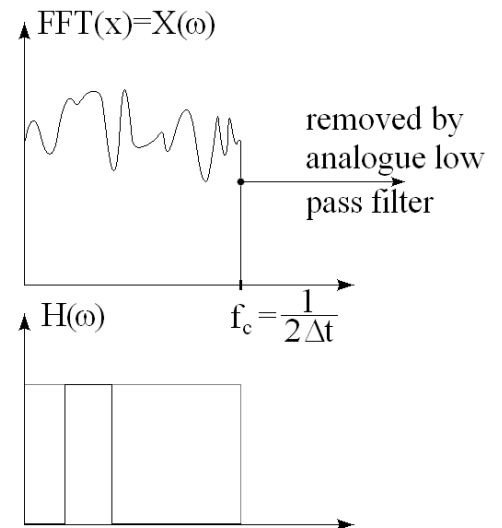 FFT(x)=X(ω)
removed by
analogue low
pass filter
f_c = 1/(2Δt)
H(ω)